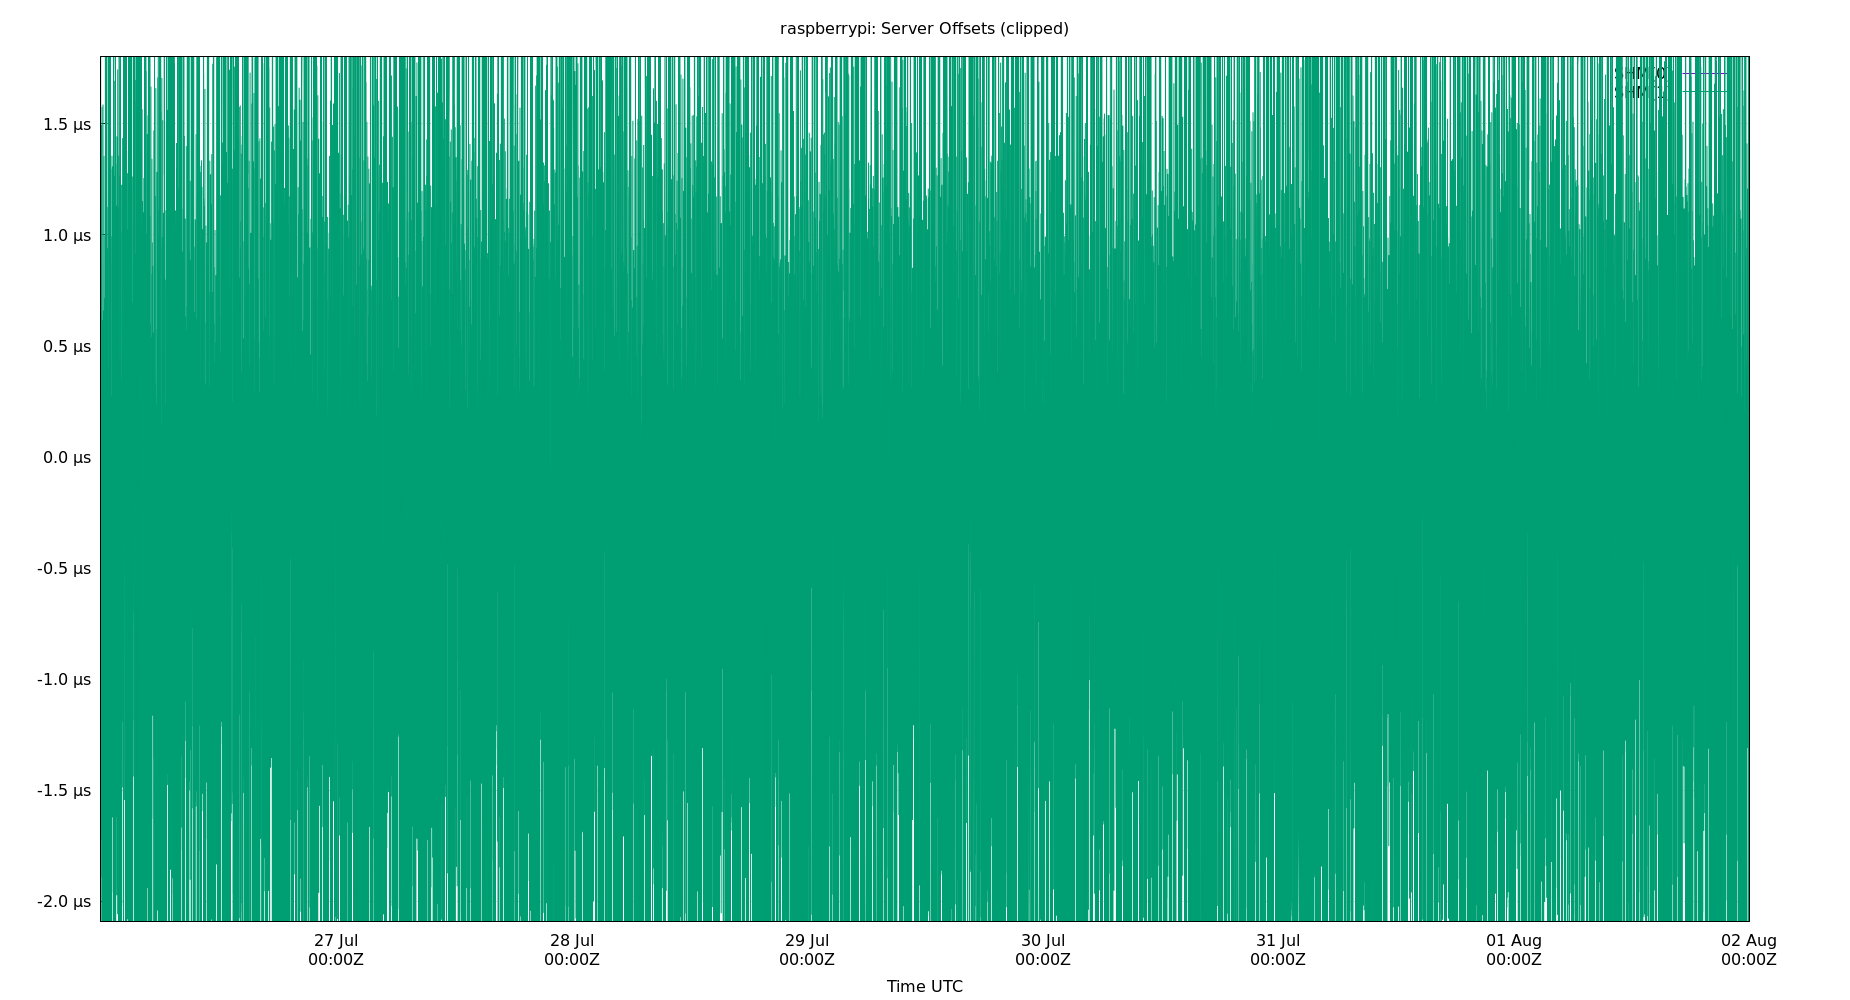 raspberrypi: Server Offsets (clipped)
1.5 µs
1.0 µs
0.5 µs
0.0 µs
-0.5 µs
-1.0 µs
-1.5 µs
-2.0 µs
27 Jul
00:00Z
28 Jul
00:00Z
29 Jul
00:00Z
30 Jul
00:00Z
31 Jul
00:00Z
01 Aug
00:00Z
02 Aug
00:00Z
Time UTC